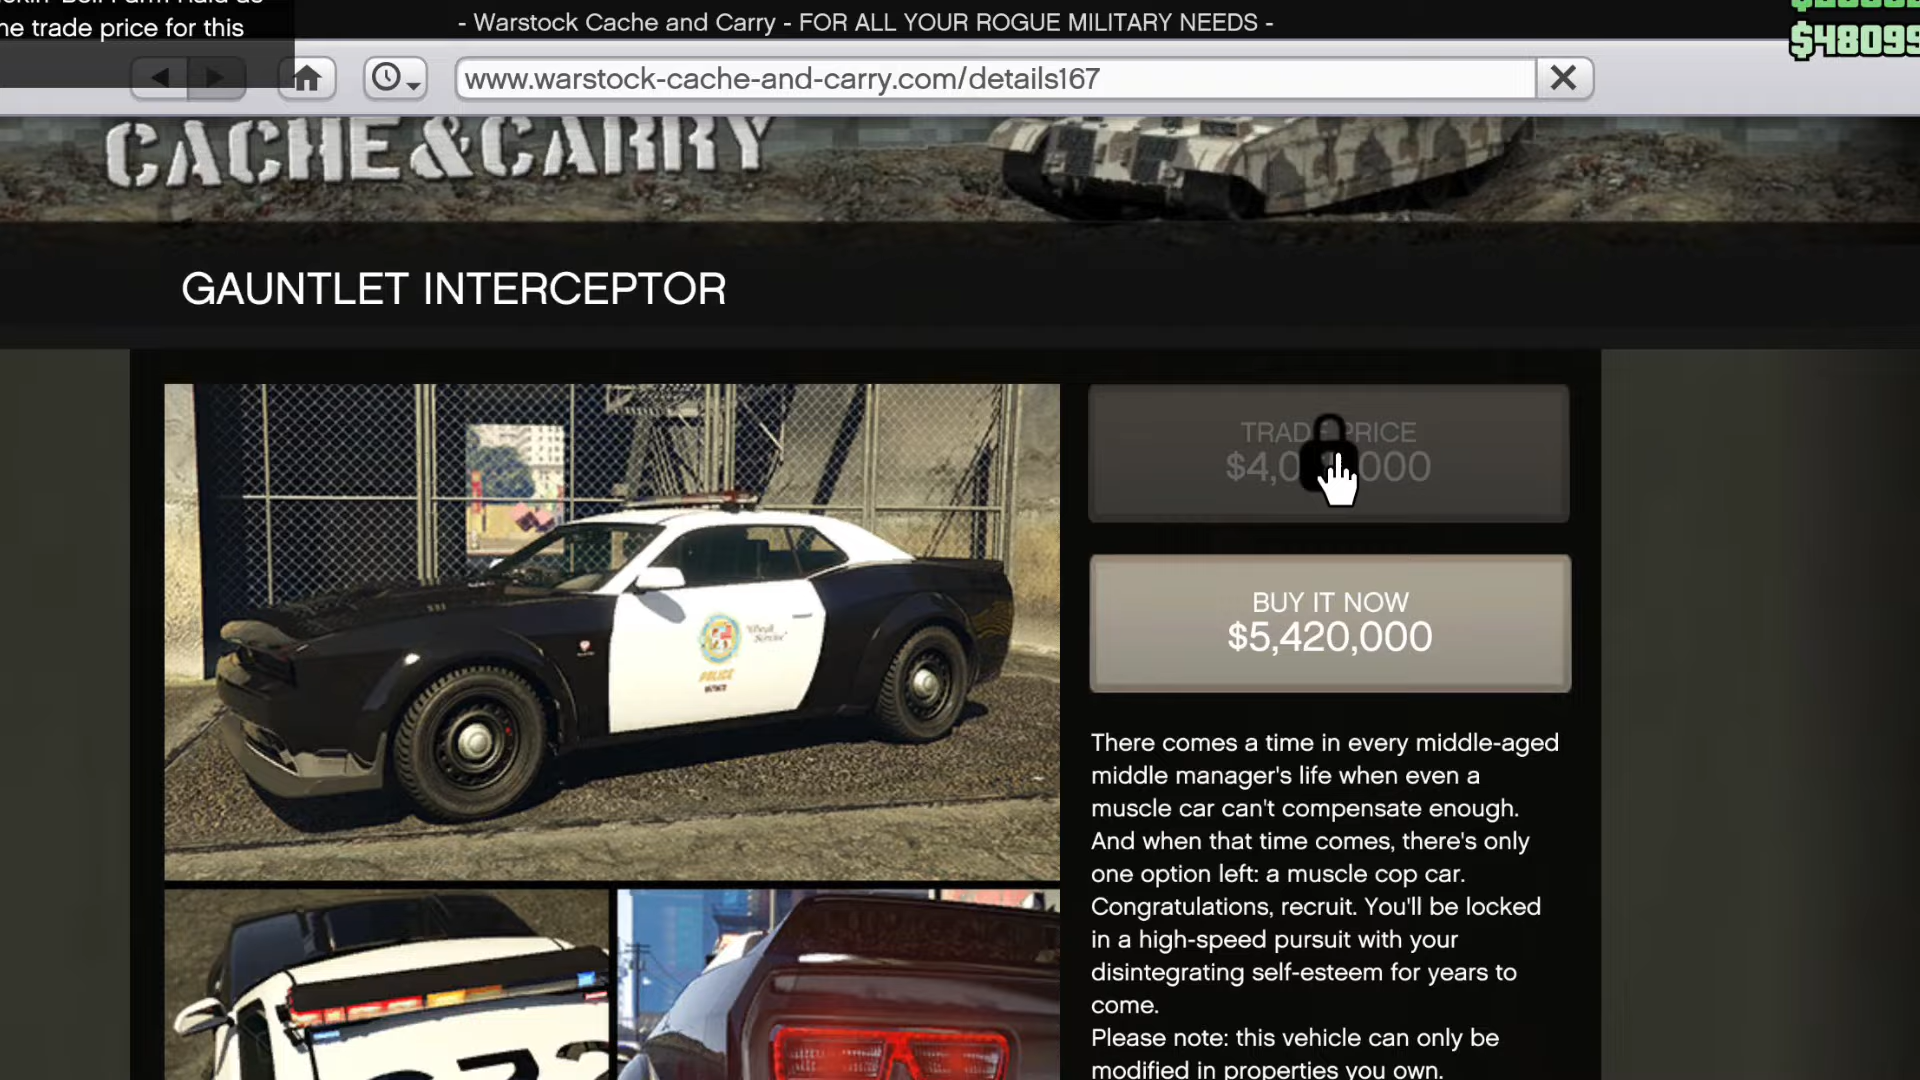 he trade price for this
- Warstock Cache and Carry - FOR ALL YOUR ROGUE MILITARY NEEDS -
www.warstock-cache-and-carry.com/details167
CACHE&CARRY
GAUNTLET INTERCEPTOR
TRADE PRICE
BUY IT NOW
$5,420,000
There comes a time in every middle-aged
middle manager's life when even a
muscle car can't compensate enough.
And when that time comes, there's only
one option left: a muscle cop car.
Congratulations, recruit. You'll be locked
in a high-speed pursuit with your
disintegrating self-esteem for years to
come.
Please note: this vehicle can only be
modified in properties you own.
POLICE